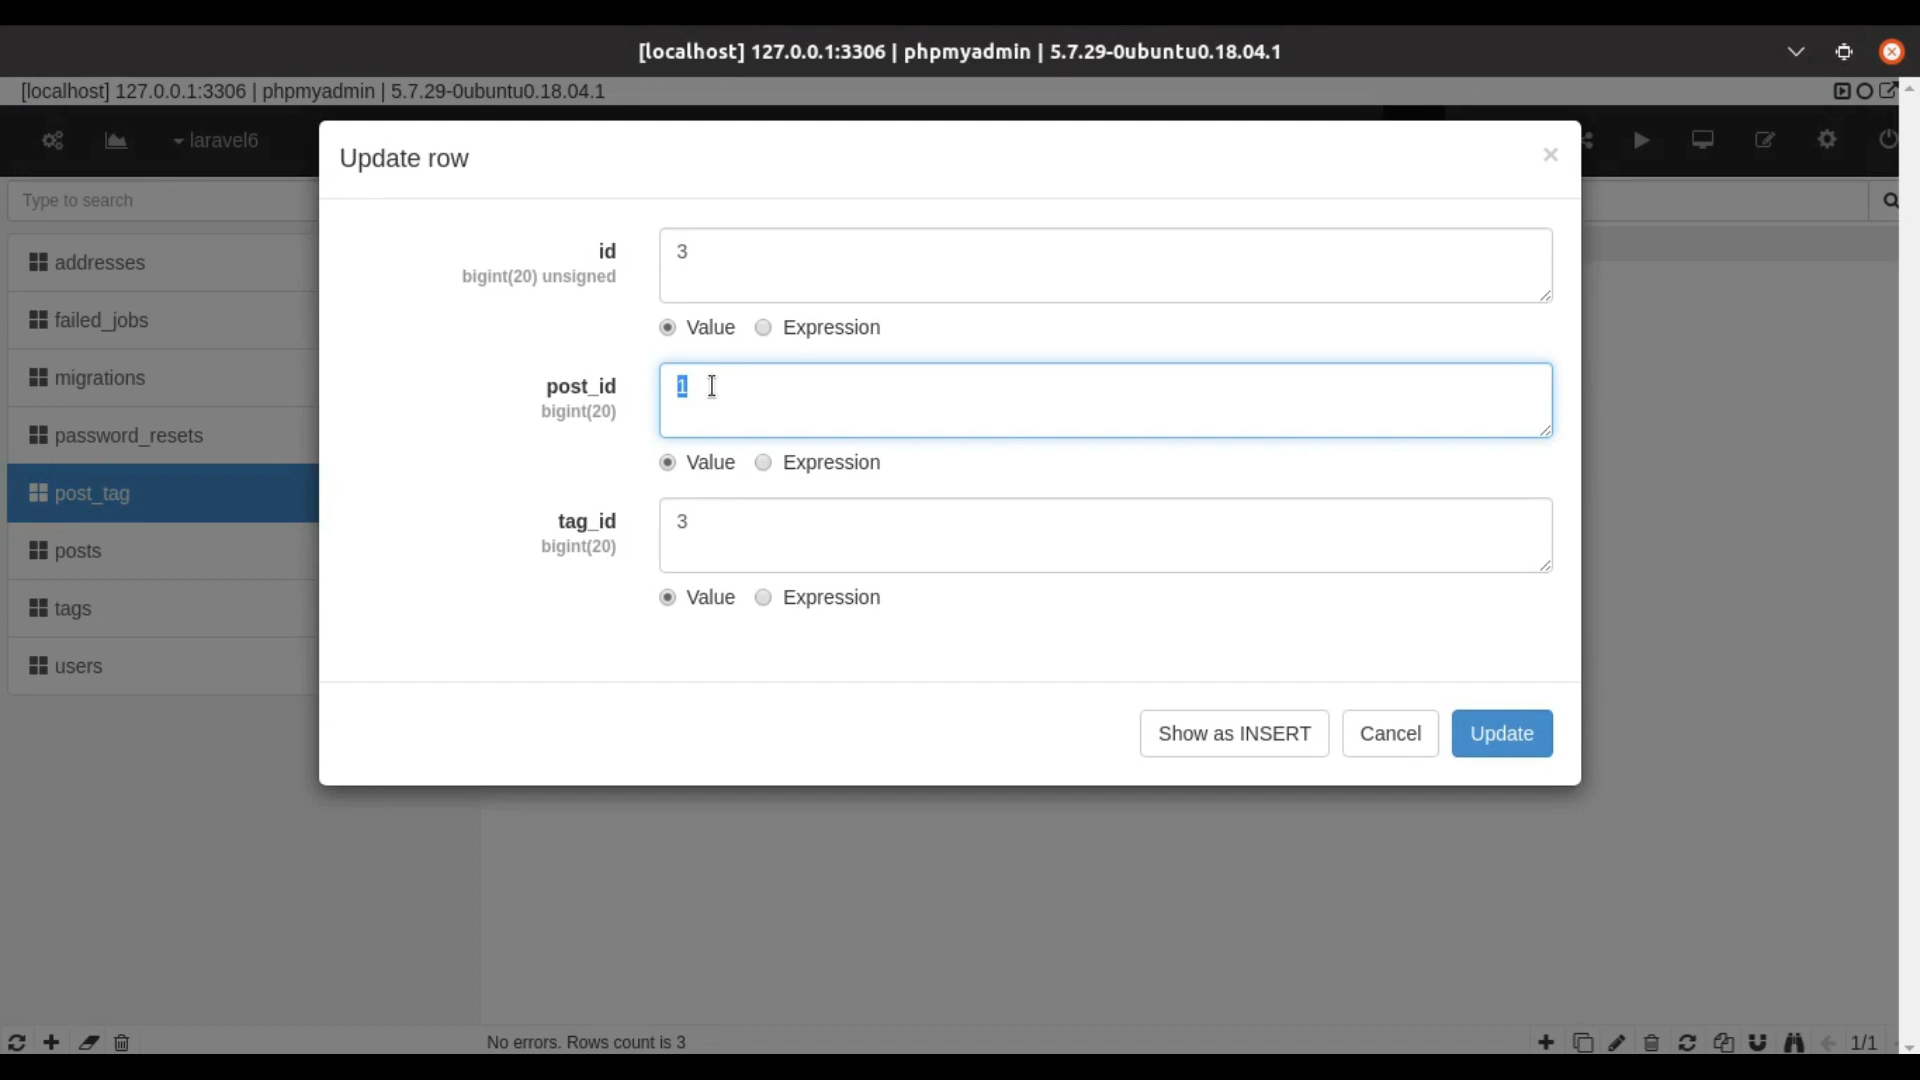 [localhost] 127.0.0.1:3306 | phpmyadmin | 5.7.29-0ubuntu0.18.04.1
[localhost] 127.0.0.1:3306 | phpmyadmin | 5.7.29-0ubuntu0.18.04.1
laravel6
Type to search
addresses
failed_jobs
migrations
password_resets
post_tag
posts
tags
users
Update row
×
id
bigint(20) unsigned
3
Value Expression
post_id
bigint(20)
1
Value Expression
tag_id
bigint(20)
3
Value Expression
Show as INSERT Cancel Update
No errors. Rows count is 3
1/1